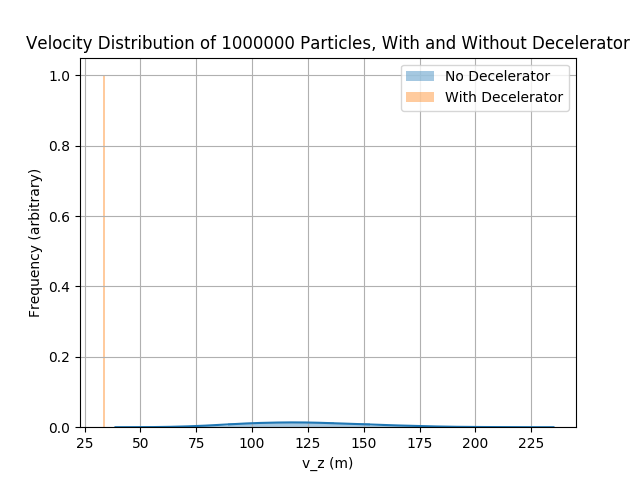 Velocity Distribution of 1000000 Particles, With and Without Decelerator
No Decelerator
With Decelerator
1.0
0.8
0.6
0.4
0.2
0.0
Frequency (arbitrary)
25 50 75 100 125 150 175 200 225
v_z (m)